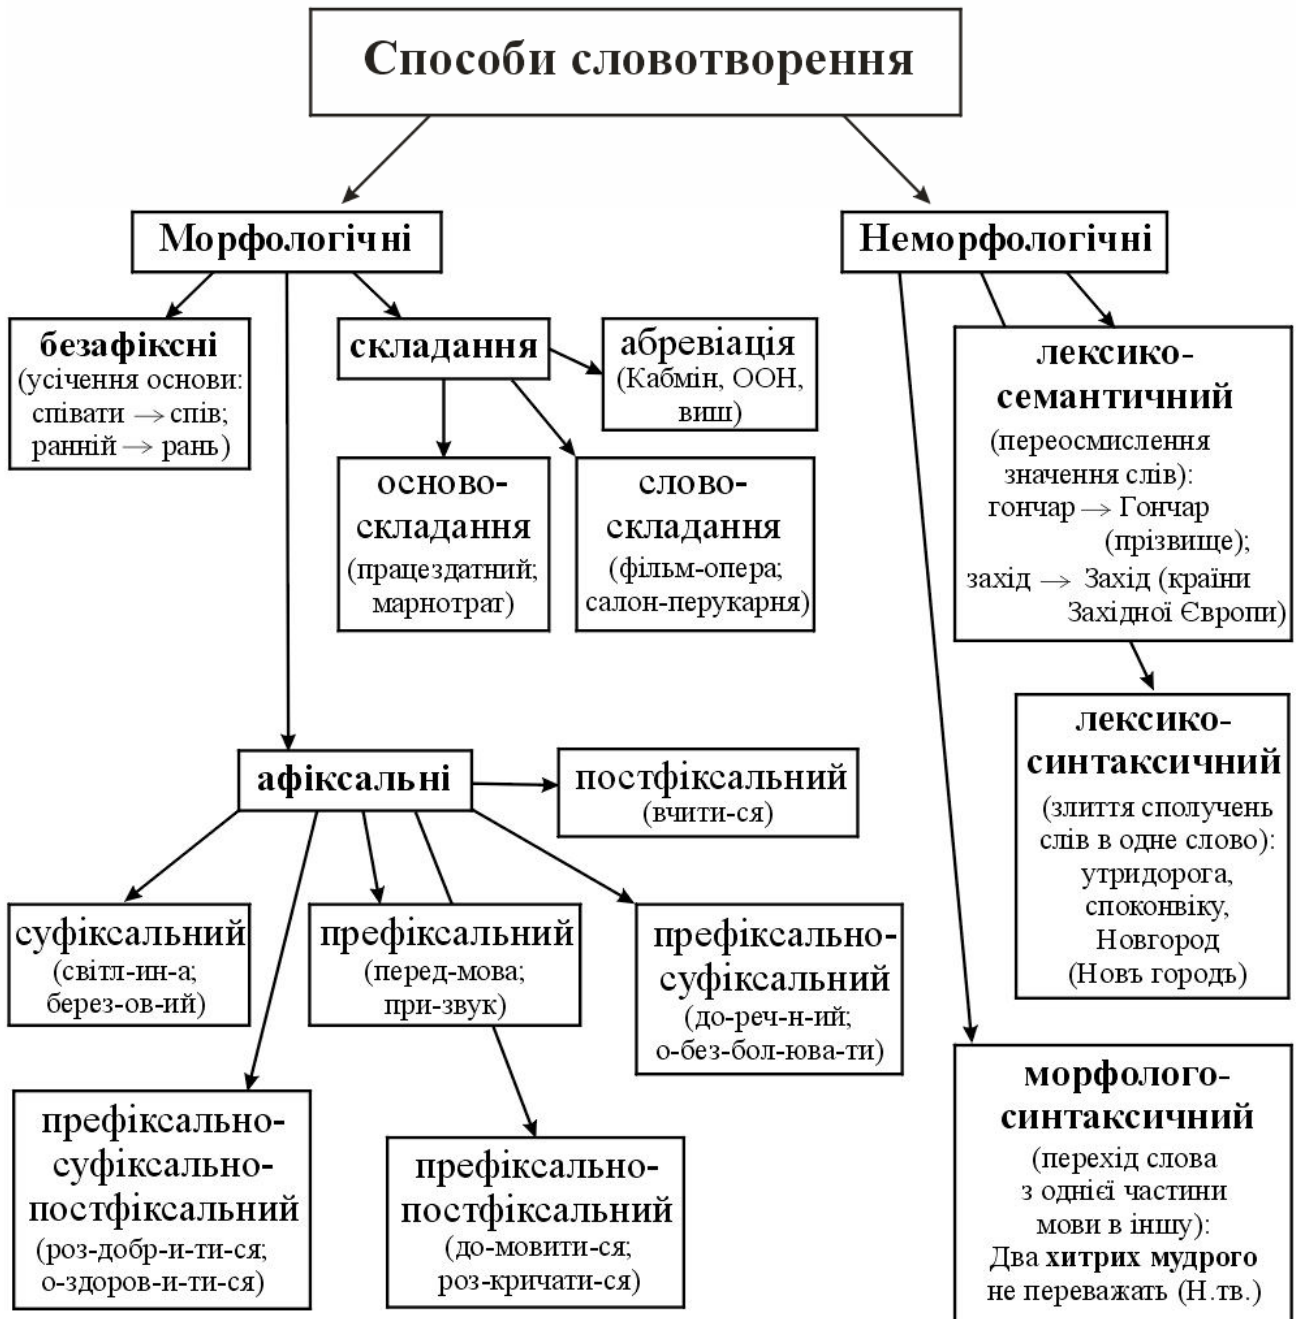 Способи словотворення
Морфологічні
Неморфологічні
безафіксні
(усічення основи:
співати → спів;
ранній → рань)
складання
абревіація
(Кабмін, ООН,
виш)
осново-
складання
(працездатний;
марнотрат)
слово-
складання
(фільм-опера;
салон-перукарня)
лексико-
семантичний
(переосмислення
значення слів):
гончар → Гончар
(прізвище);
захід → Захід (країни
Західної Європи)
лексико-
синтаксичний
(злиття сполучень
слів в одне слово):
утридорога,
споконвіку,
Новгород
(Новъ городъ)
афіксальні
постфіксальний
(вчити-ся)
суфіксальний
(світл-ин-а;
берез-ов-ий)
префіксальний
(перед-мова;
при-звук)
префіксально-
суфіксальний
(до-реч-н-ий;
о-без-бол-юва-ти)
префіксально-
суфіксально-
постфіксальний
(роз-добр-и-ти-ся;
о-здоров-и-ти-ся)
префіксально-
постфіксальний
(до-мовити-ся;
роз-кричати-ся)
морфолого-
синтаксичний
(перехід слова
з однієї частини
мови в іншу):
Два хитрих мудрого
не переважать (Н.тв.)